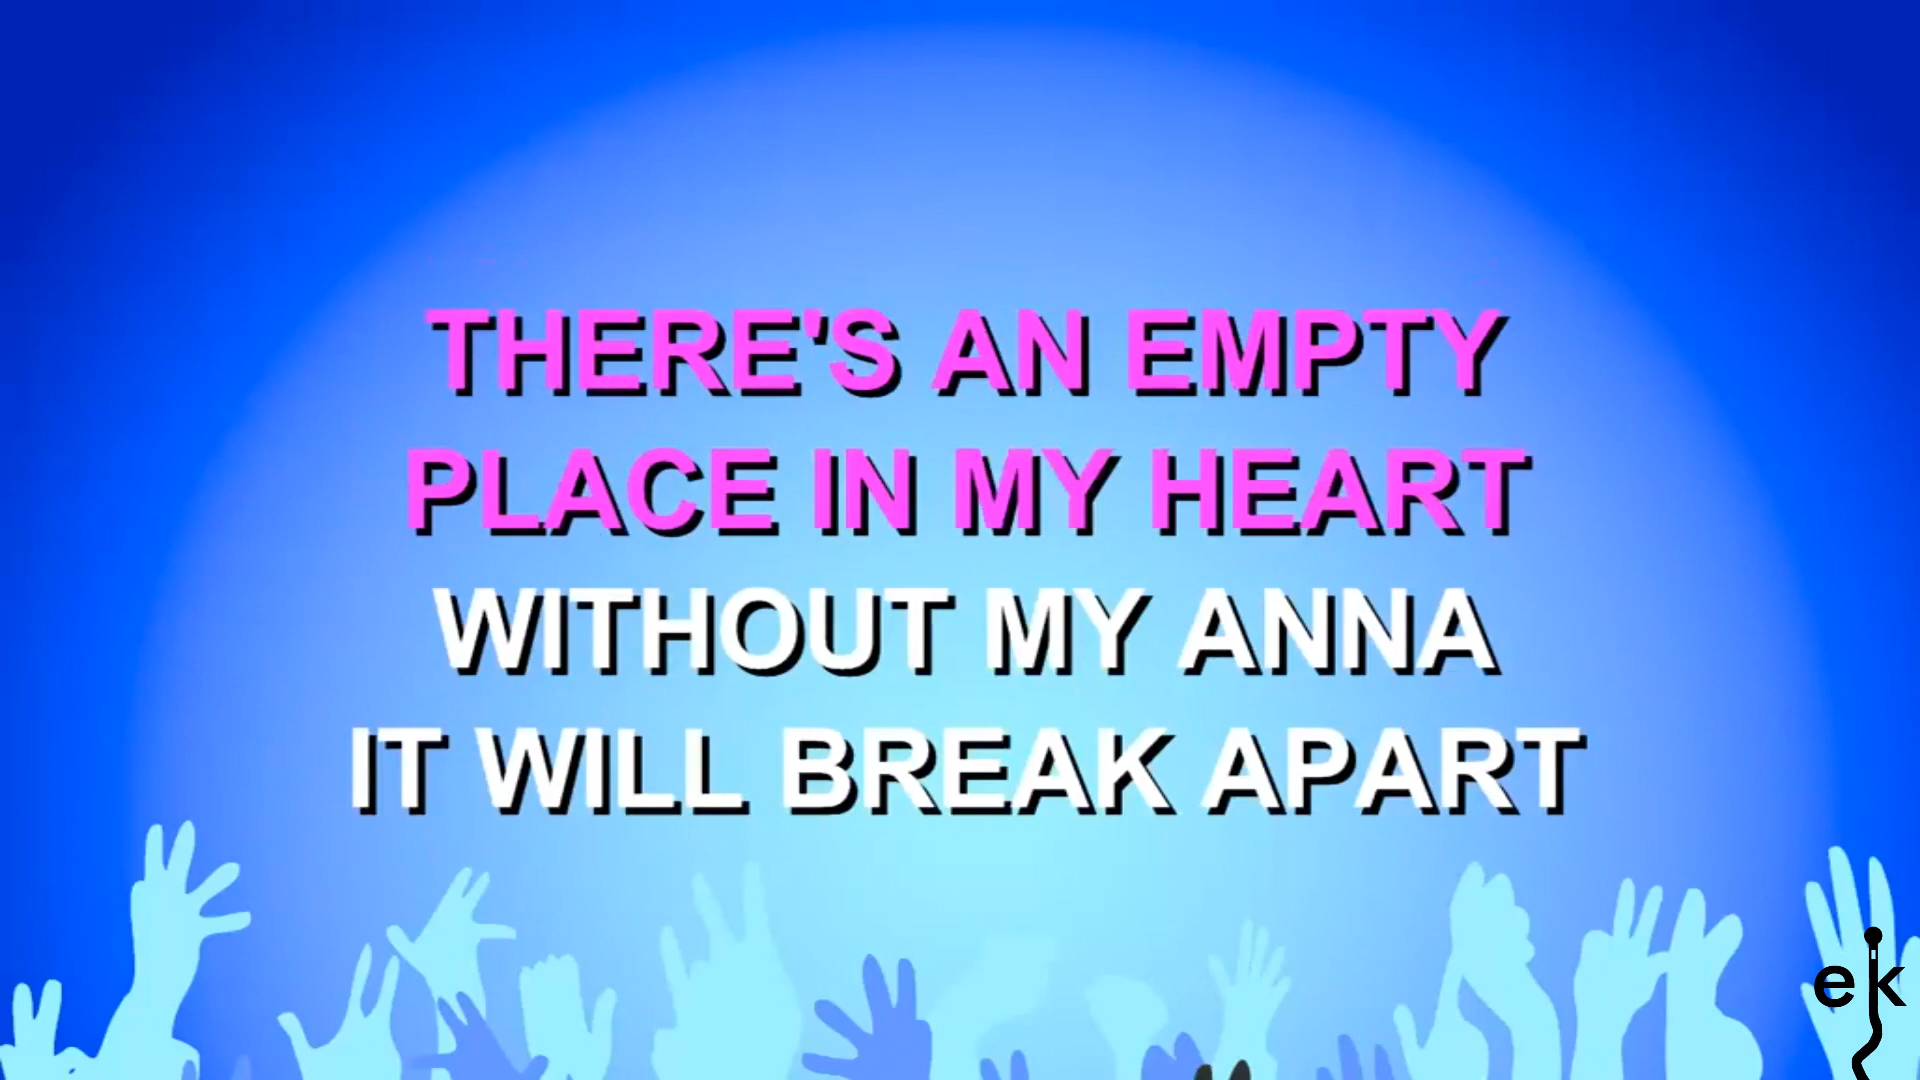 THERE'S AN EMPTY
PLACE IN MY HEART
WITHOUT MY ANNA
IT WILL BREAK APART
ek